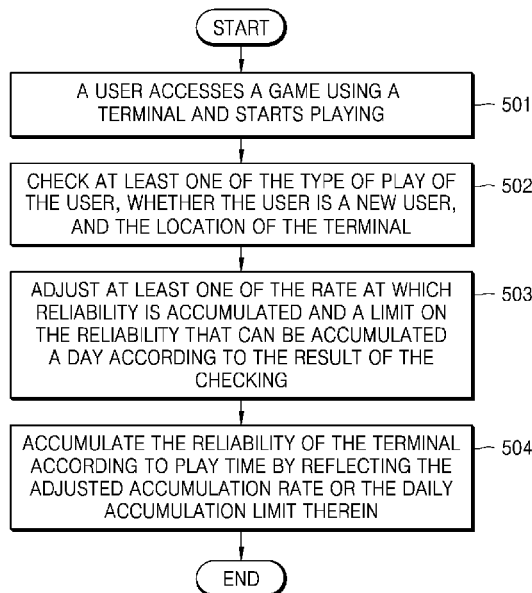 START
A USER ACCESSES A GAME USING A
TERMINAL AND STARTS PLAYING
501
CHECK AT LEAST ONE OF THE TYPE OF PLAY
OF THE USER, WHETHER THE USER IS A NEW USER,
AND THE LOCATION OF THE TERMINAL
502
ADJUST AT LEAST ONE OF THE RATE AT WHICH
RELIABILITY IS ACCUMULATED AND A LIMIT ON
THE RELIABILITY THAT CAN BE ACCUMULATED
A DAY ACCORDING TO THE RESULT OF THE
CHECKING
503
ACCUMULATE THE RELIABILITY OF THE TERMINAL
ACCORDING TO PLAY TIME BY REFLECTING THE
ADJUSTED ACCUMULATION RATE OR THE DAILY
ACCUMULATION LIMIT THEREIN
504
END